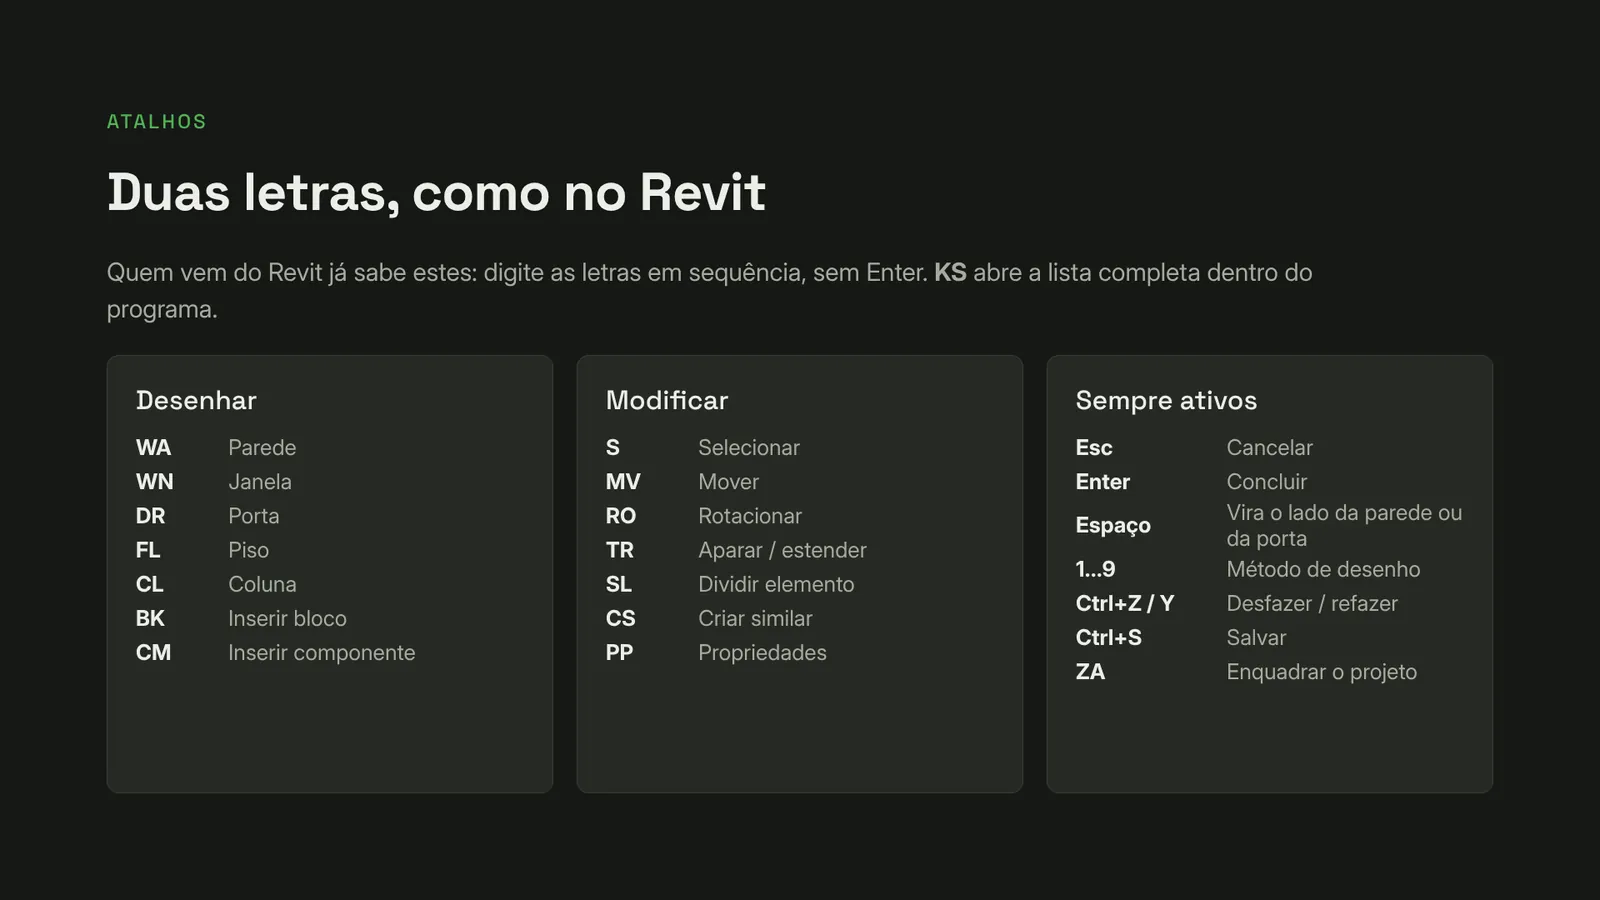 ATALHOS
Duas letras, como no Revit
Quem vem do Revit já sabe estes: digite as letras em sequência, sem Enter. KS abre a lista completa dentro do
programa.
Desenhar
WA Parede
WN Janela
DR Porta
FL Piso
CL Coluna
BK Inserir bloco
CM Inserir componente
Modificar
S Selecionar
MV Mover
RO Rotacionar
TR Aparar / estender
SL Dividir elemento
CS Criar similar
PP Propriedades
Sempre ativos
Esc Cancelar
Enter Concluir
Espaço Vira o lado da parede ou
da porta
1...9 Método de desenho
Ctrl+Z / Y Desfazer / refazer
Ctrl+S Salvar
ZA Enquadrar o projeto